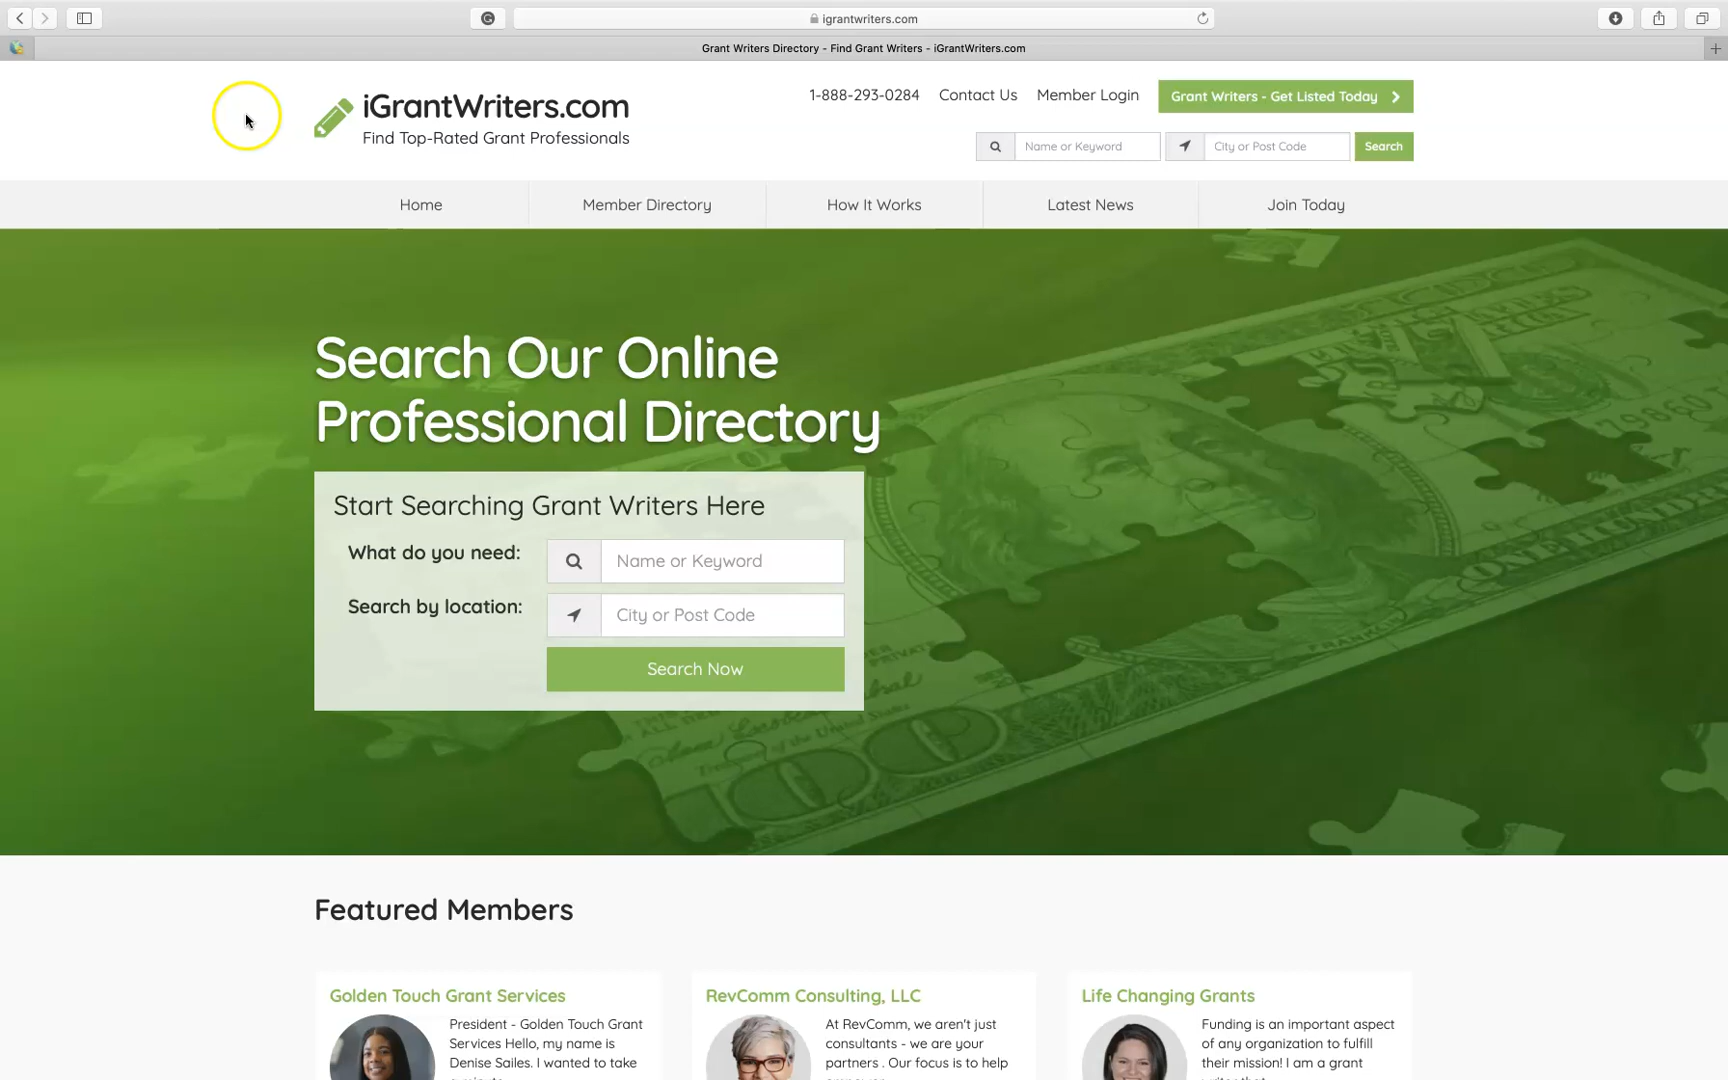 igrantwriters.com
Grant Writers Directory - Find Grant Writers - iGrantWriters.com
iGrantWriters.com
Find Top-Rated Grant Professionals
1-888-293-0284 Contact Us Member Login Grant Writers - Get Listed Today
Name or Keyword City or Post Code Search
Home Member Directory How It Works Latest News Join Today
Search Our Online
Professional Directory
Start Searching Grant Writers Here
What do you need: Name or Keyword
Search by location: City or Post Code
Search Now
Featured Members
Golden Touch Grant Services
President - Golden Touch Grant
Services Hello, my name is
Denise Sailes. I wanted to take
RevComm Consulting, LLC
At RevComm, we aren't just
consultants - we are your
partners . Our focus is to help
Life Changing Grants
Funding is an important aspect
of any organization to fulfill
their mission! I am a grant